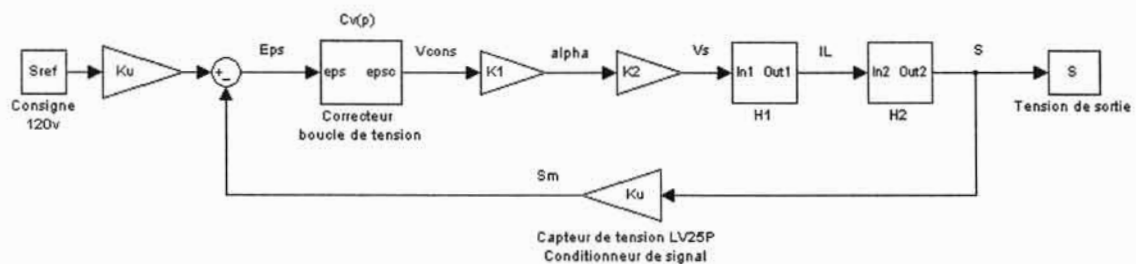 Cv(p)
Eps
Vcons
alpha
Vs
IL
S
Sref
Ku
+
-
eps epso
K1
K2
In1 Out1
In2 Out2
S
Consigne
120v
Correcteur
boucle de tension
H1
H2
Tension de sortie
Sm
Ku
Capteur de tension LV25P
Conditionneur de signal